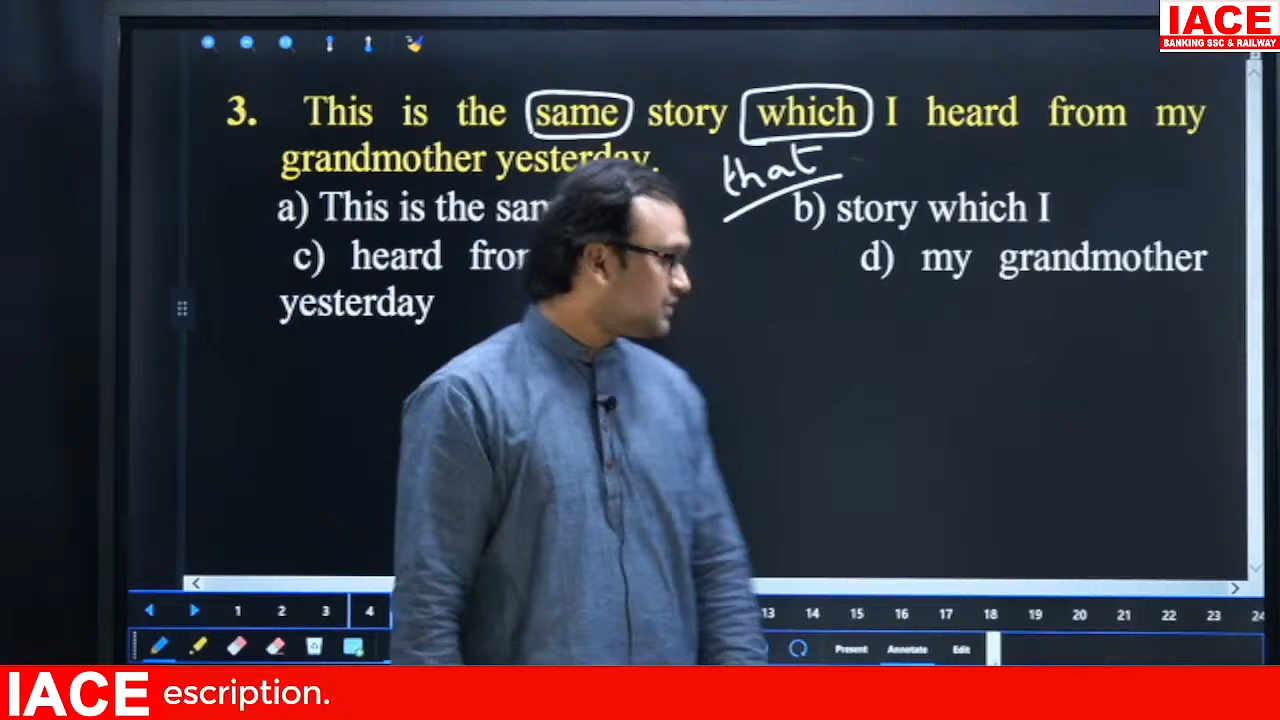 IACE
BANKING SSC & RAILWAY
3. This is the same story which I heard from my
grandmother yesterday.
that
a) This is the
b) story which I
c) heard
d) my grandmother
yesterday
1 2 3 4 13 14 15 16 17 18 19 20 21 22 23 24
Present Annotate Edit
IACE escription.